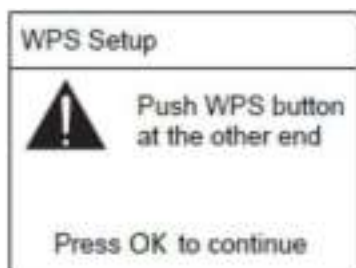 WPS Setup
Push WPS button
at the other end
Press OK to continue